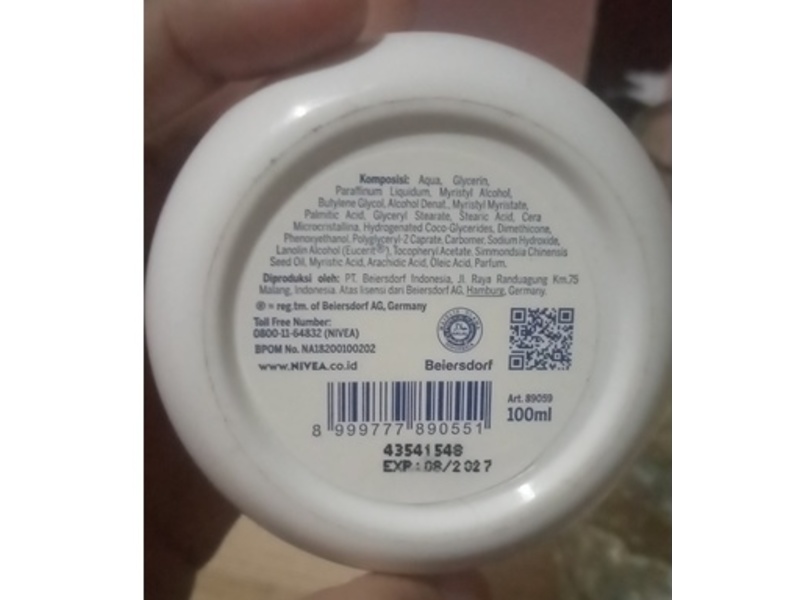 Komposisi: Aqua, Glycerin,
Paraffinum Liquidum, Myristyl Alcohol,
Butylene Glycol, Alcohol Denat., Myristyl Myristate,
Palmitic Acid, Glyceryl Stearate, Stearic Acid, Cera
Microcristallina, Hydrogenated Coco-Glycerides, Dimethicone,
Phenoxyethanol, Polyglyceryl-2 Caprate, Carbomer, Sodium Hydroxide,
Lanolin Alcohol (Eucerit®), Tocopheryl Acetate, Simmondsia Chinensis
Seed Oil, Myristic Acid, Arachidic Acid, Oleic Acid, Parfum.
Diproduksi oleh: PT. Beiersdorf Indonesia, Jl. Raya Randuagung Km.75
Malang, Indonesia. Atas lisensi dari Beiersdorf AG, Hamburg, Germany.
® = reg.tm. of Beiersdorf AG, Germany
Toll Free Number:
0800-11-64832 (NIVEA)
BPOM No. NA18200100202
www.NIVEA.co.id
Beiersdorf
Art. 89059
100ml
8 999777 890551
43541548
EXP:08/2027